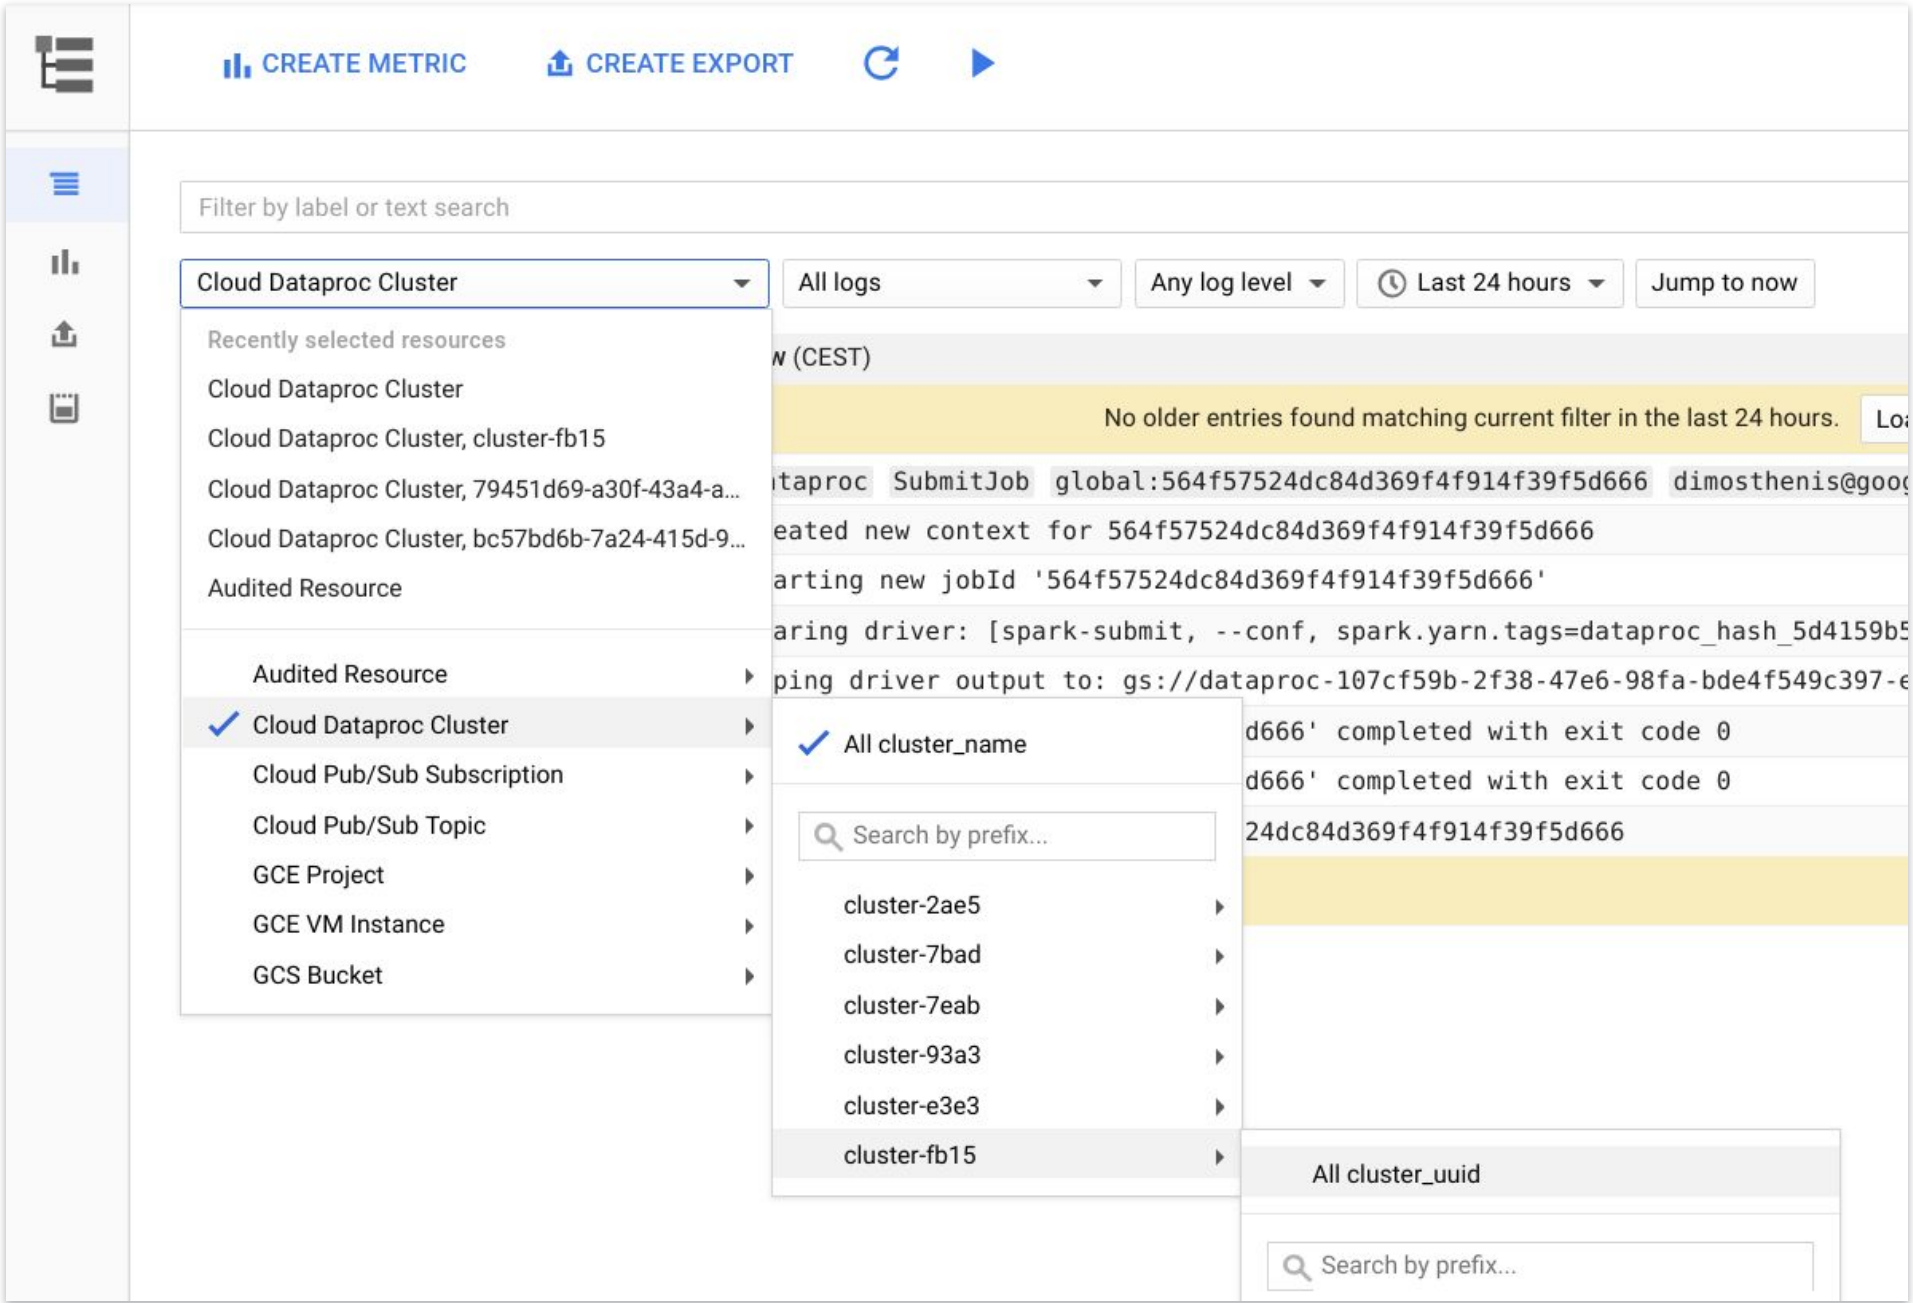 CREATE METRIC CREATE EXPORT
Filter by label or text search
Cloud Dataproc Cluster All logs Any log level Last 24 hours Jump to now
Recently selected resources
Cloud Dataproc Cluster
Cloud Dataproc Cluster, cluster-fb15
Cloud Dataproc Cluster, 79451d69-a30f-43a4-a...
Cloud Dataproc Cluster, bc57bd6b-7a24-415d-9...
Audited Resource
Audited Resource
Cloud Dataproc Cluster
Cloud Pub/Sub Subscription
Cloud Pub/Sub Topic
GCE Project
GCE VM Instance
GCS Bucket
w (CEST)
No older entries found matching current filter in the last 24 hours. Loa
taproc SubmitJob global:564f57524dc84d369f4f914f39f5d666 dimosthenis@goog
eated new context for 564f57524dc84d369f4f914f39f5d666
arting new jobId '564f57524dc84d369f4f914f39f5d666'
aring driver: [spark-submit, --conf, spark.yarn.tags=dataproc_hash_5d4159b5
ping driver output to: gs://dataproc-107cf59b-2f38-47e6-98fa-bde4f549c397-e
d666' completed with exit code 0
d666' completed with exit code 0
24dc84d369f4f914f39f5d666
All cluster_name
Search by prefix...
cluster-2ae5
cluster-7bad
cluster-7eab
cluster-93a3
cluster-e3e3
cluster-fb15
All cluster_uuid
Search by prefix...